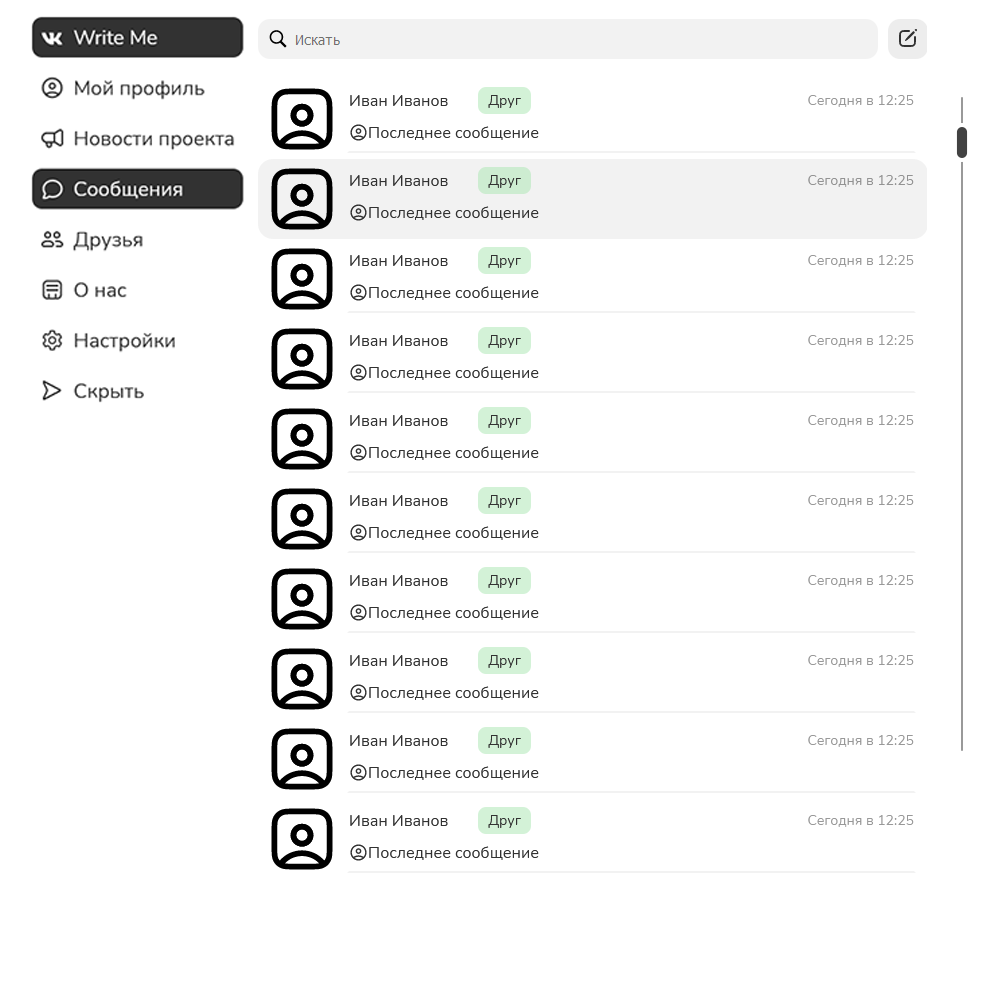 Write Me
Мой профиль
Новости проекта
Сообщения
Друзья
О нас
Настройки
Скрыть
Искать
Иван Иванов Друг Сегодня в 12:25
Последнее сообщение
Иван Иванов Друг Сегодня в 12:25
Последнее сообщение
Иван Иванов Друг Сегодня в 12:25
Последнее сообщение
Иван Иванов Друг Сегодня в 12:25
Последнее сообщение
Иван Иванов Друг Сегодня в 12:25
Последнее сообщение
Иван Иванов Друг Сегодня в 12:25
Последнее сообщение
Иван Иванов Друг Сегодня в 12:25
Последнее сообщение
Иван Иванов Друг Сегодня в 12:25
Последнее сообщение
Иван Иванов Друг Сегодня в 12:25
Последнее сообщение
Иван Иванов Друг Сегодня в 12:25
Последнее сообщение